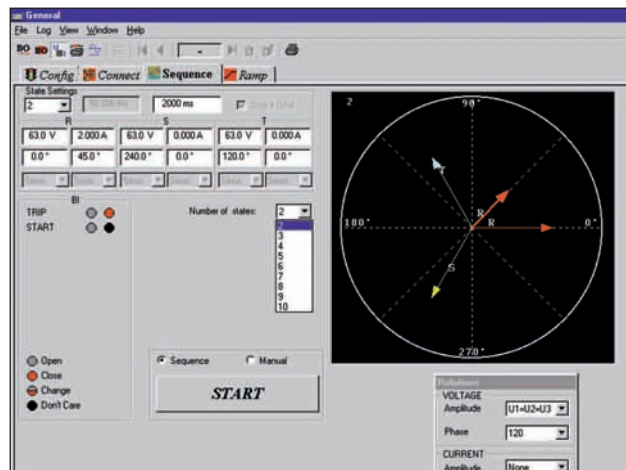 General
File Log View Window Help
Config Connect Sequence Ramp
State Settings
2 2000 ms
R S T
63.0 V 2.000 A 63.0 V 0.000 A 63.0 V 0.000 A
0.0° 45.0° 240.0° 0.0° 120.0° 0.0°
BI
TRIP
START
Number of states: 2
2
3
4
5
6
7
8
9
10
Open
Close
Change
Don't Care
Sequence Manual
START
2
90°
180° 0°
270°
T
R
R
S
VOLTAGE
Amplitude U1=U2=U3
Phase 120
CURRENT
Amplitude None